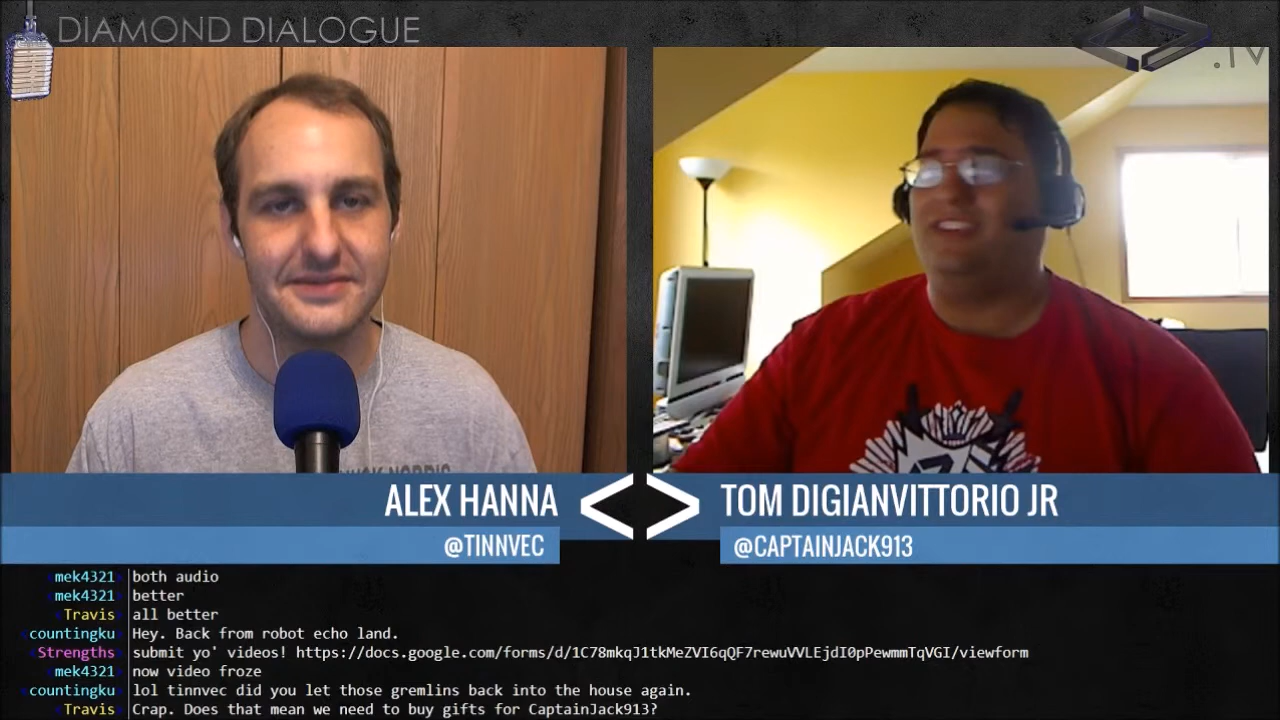 DIAMOND DIALOGUE
.TV
ALEX HANNA
TOM DIGIANVITTORIO JR
@TINNVEC
@CAPTAINJACK913
mek4321 both audio
mek4321 better
Travis all better
countingku Hey. Back from robot echo land.
Strengths submit yo' videos! https://docs.google.com/forms/d/1C78mkqJ1tkMeZVI6qQF7rewuVVLEjdI0pPewmmTqVGI/viewform
mek4321 now video froze
countingku lol tinnvec did you let those gremlins back into the house again.
Travis Crap. Does that mean we need to buy gifts for CaptainJack913?